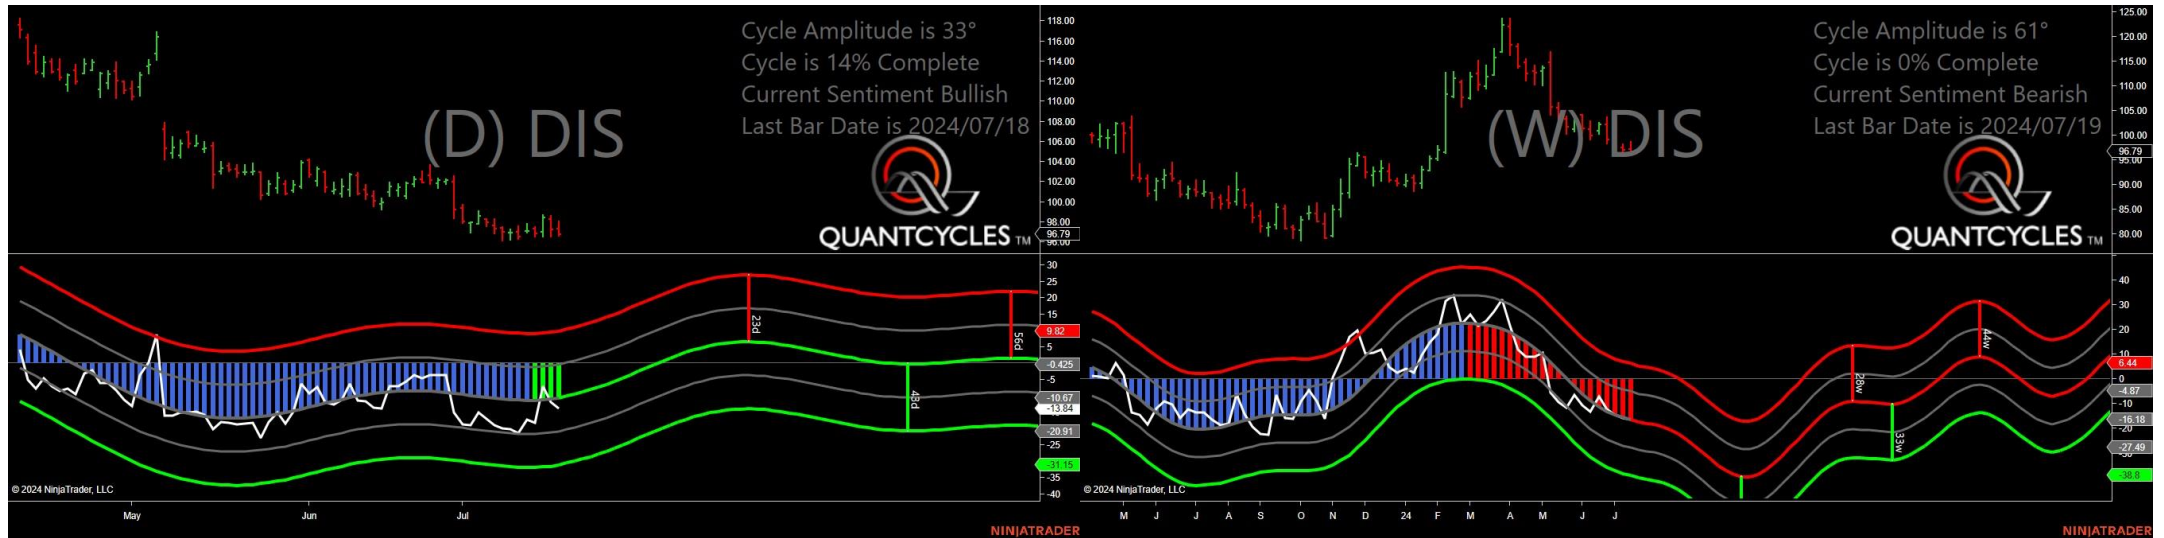 Cycle Amplitude is 33°
Cycle is 14% Complete
Current Sentiment Bullish
Last Bar Date is 2024/07/18
(D) DIS
QUANTCYCLES TM
118.00
116.00
114.00
112.00
110.00
108.00
106.00
104.00
102.00
100.00
98.00
96.79
96.00
30
25
20
15
9.82
5
-0.425
-5
-10.67
-13.84
-20.91
-25
-31.15
-35
-40
23d
43d
56d
© 2024 NinjaTrader, LLC
May Jun Jul
NINJATRADER
Cycle Amplitude is 61°
Cycle is 0% Complete
Current Sentiment Bearish
Last Bar Date is 2024/07/19
(W) DIS
QUANTCYCLES TM
125.00
120.00
115.00
110.00
105.00
100.00
96.79
95.00
90.00
85.00
80.00
40
30
20
10
6.44
0
-4.87
-10
-16.18
-20
-27.49
-38.8
28w
33w
44w
© 2024 NinjaTrader, LLC
M J J A S O N D 24 F M A M J J
NINJATRADER